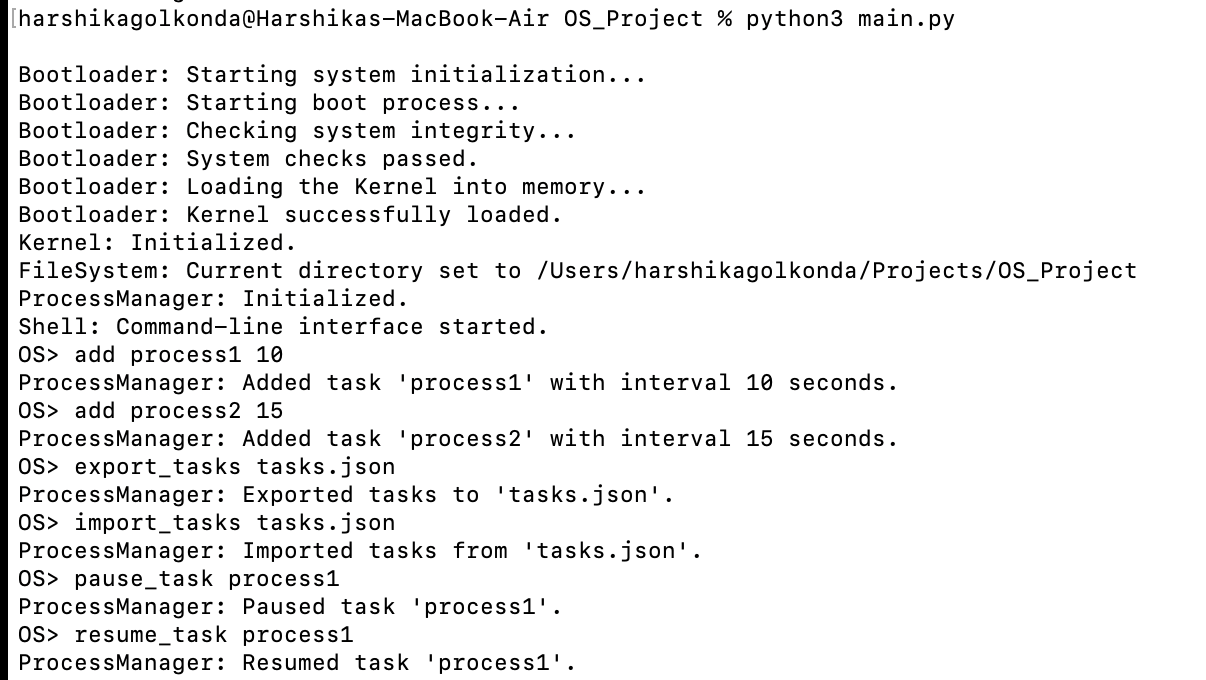 [harshikagolkonda@Harshikas-MacBook-Air OS_Project % python3 main.py
Bootloader: Starting system initialization...
Bootloader: Starting boot process...
Bootloader: Checking system integrity...
Bootloader: System checks passed.
Bootloader: Loading the Kernel into memory...
Bootloader: Kernel successfully loaded.
Kernel: Initialized.
FileSystem: Current directory set to /Users/harshikagolkonda/Projects/OS_Project
ProcessManager: Initialized.
Shell: Command-line interface started.
OS> add process1 10
ProcessManager: Added task 'process1' with interval 10 seconds.
OS> add process2 15
ProcessManager: Added task 'process2' with interval 15 seconds.
OS> export_tasks tasks.json
ProcessManager: Exported tasks to 'tasks.json'.
OS> import_tasks tasks.json
ProcessManager: Imported tasks from 'tasks.json'.
OS> pause_task process1
ProcessManager: Paused task 'process1'.
OS> resume_task process1
ProcessManager: Resumed task 'process1'.